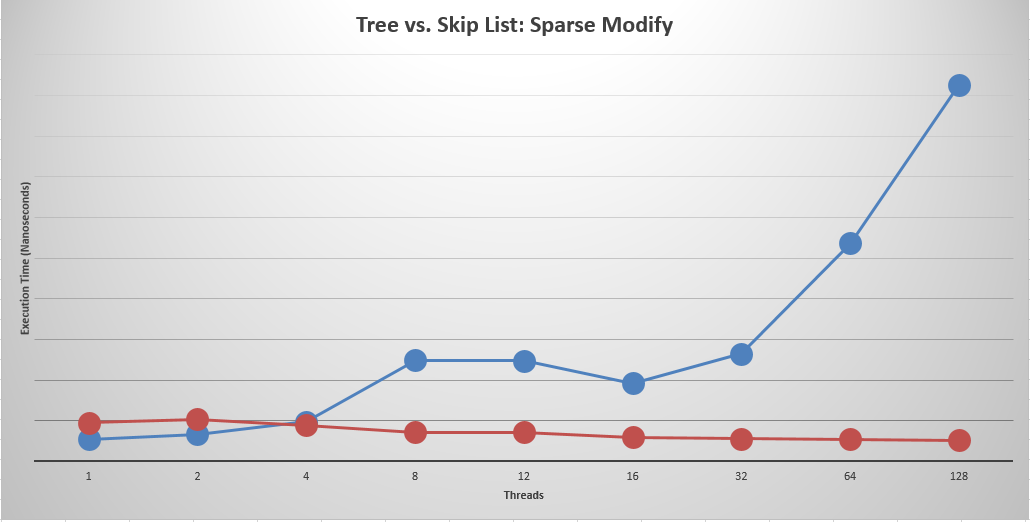 Tree vs. Skip List: Sparse Modify
Execution Time (Nanoseconds)
1 2 4 8 12 16 32 64 128
Threads